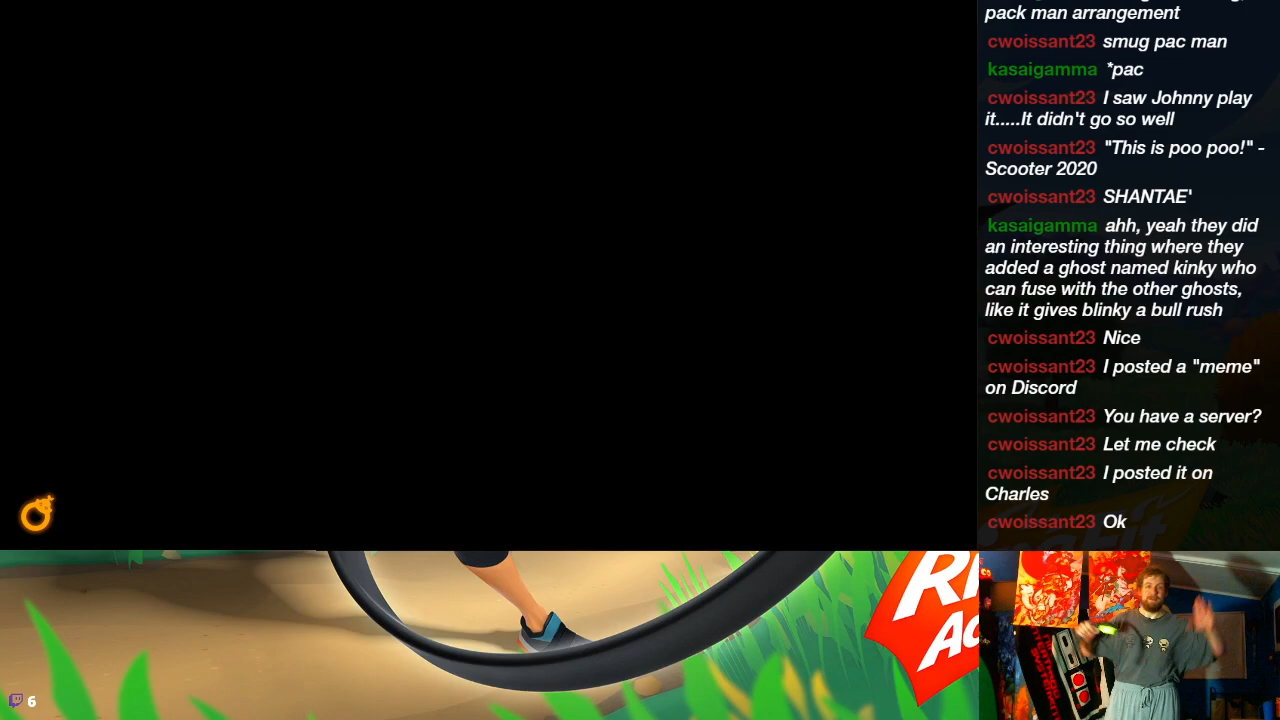 pack man arrangement
cwoissant23 smug pac man
kasaigamma *pac
cwoissant23 I saw Johnny play
it.....It didn't go so well
cwoissant23 "This is poo poo!" -
Scooter 2020
cwoissant23 SHANTAE'
kasaigamma ahh, yeah they did
an interesting thing where they
added a ghost named kinky who
can fuse with the other ghosts,
like it gives blinky a bull rush
cwoissant23 Nice
cwoissant23 I posted a "meme"
on Discord
cwoissant23 You have a server?
cwoissant23 Let me check
cwoissant23 I posted it on
Charles
cwoissant23 Ok
6